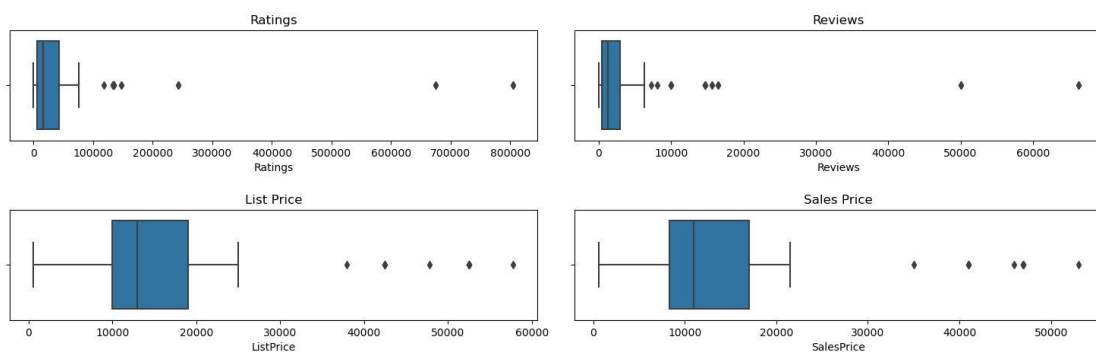 Ratings
0 100000 200000 300000 400000 500000 600000 700000 800000
Ratings
Reviews
0 10000 20000 30000 40000 50000 60000
Reviews
List Price
0 10000 20000 30000 40000 50000 60000
ListPrice
Sales Price
0 10000 20000 30000 40000 50000
SalesPrice